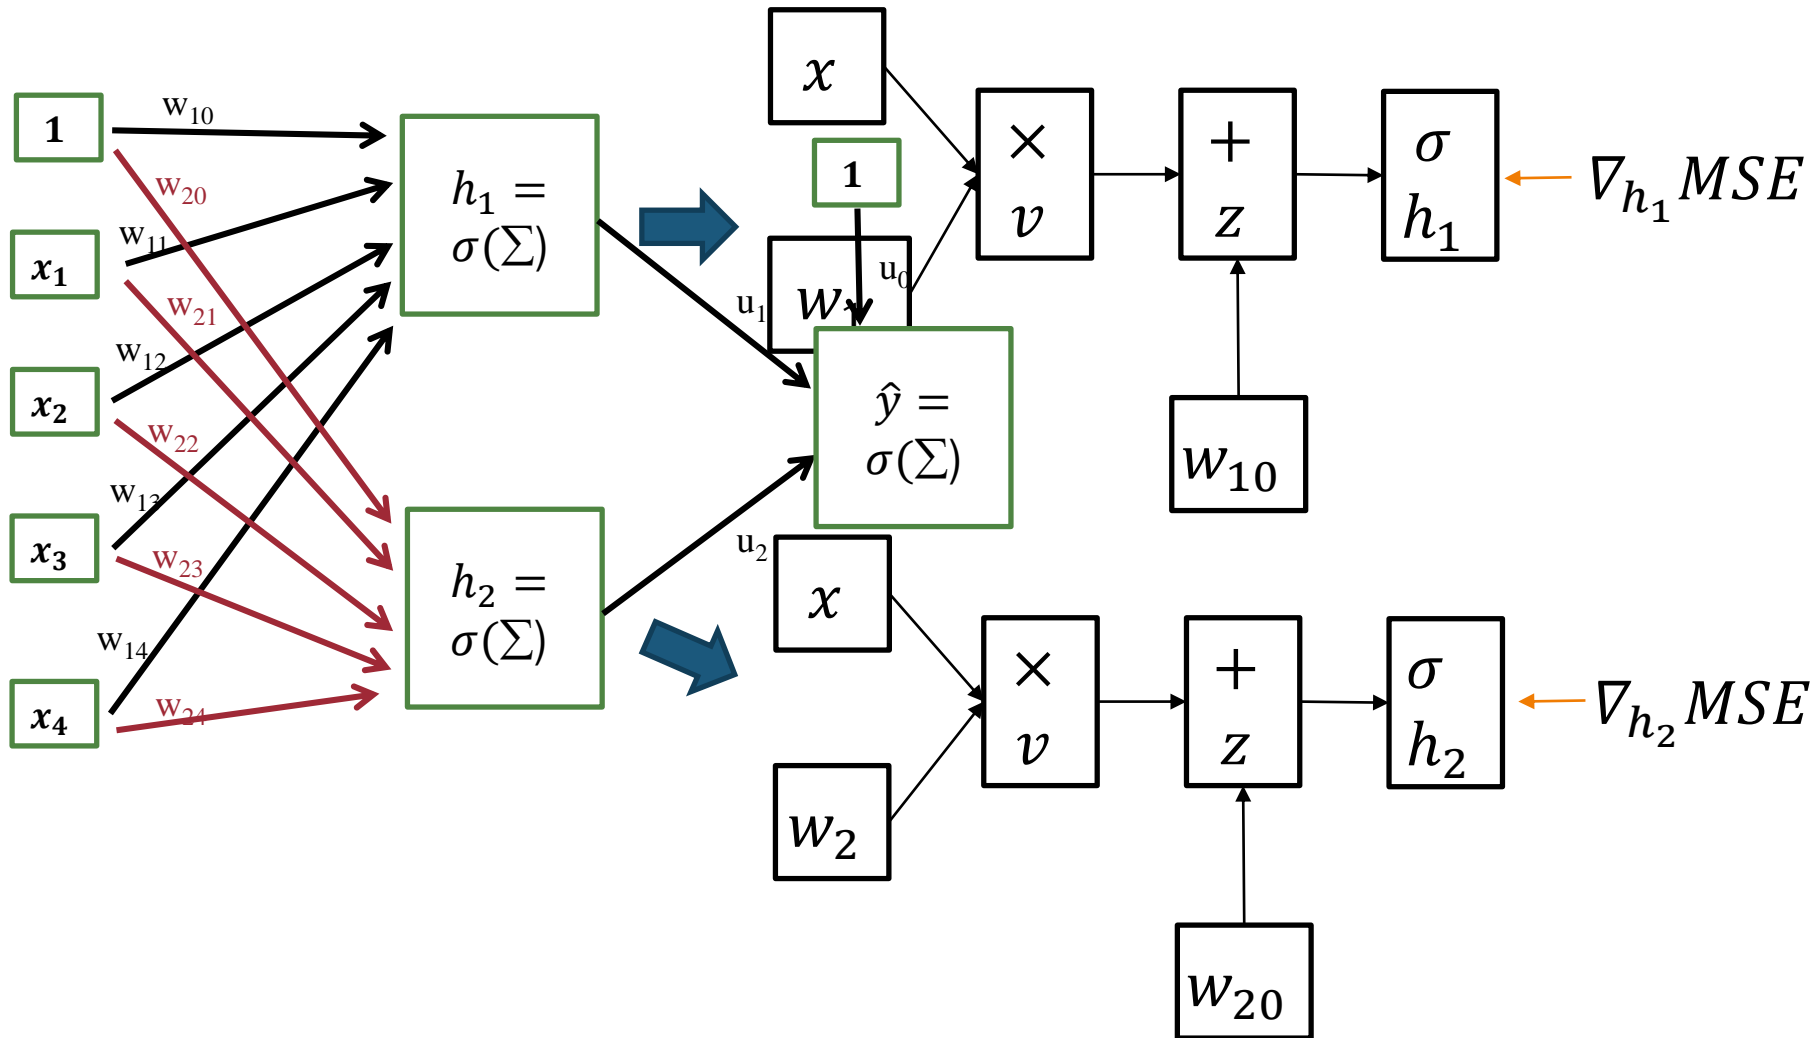 1
x₁
x₂
x₃
x₄
w₁₀
w₂₀
w₁₁
w₂₁
w₁₂
w₂₂
w₁₃
w₂₃
w₁₄
w₂₄
h₁ =
σ(∑)
h₂ =
σ(∑)
u₁
u₂
1
u₀
ŷ =
σ(∑)
x
w
×
v
+
z
σ
h₁
∇h₁ MSE
w₁₀
x
w₂
×
v
+
z
σ
h₂
∇h₂ MSE
w₂₀